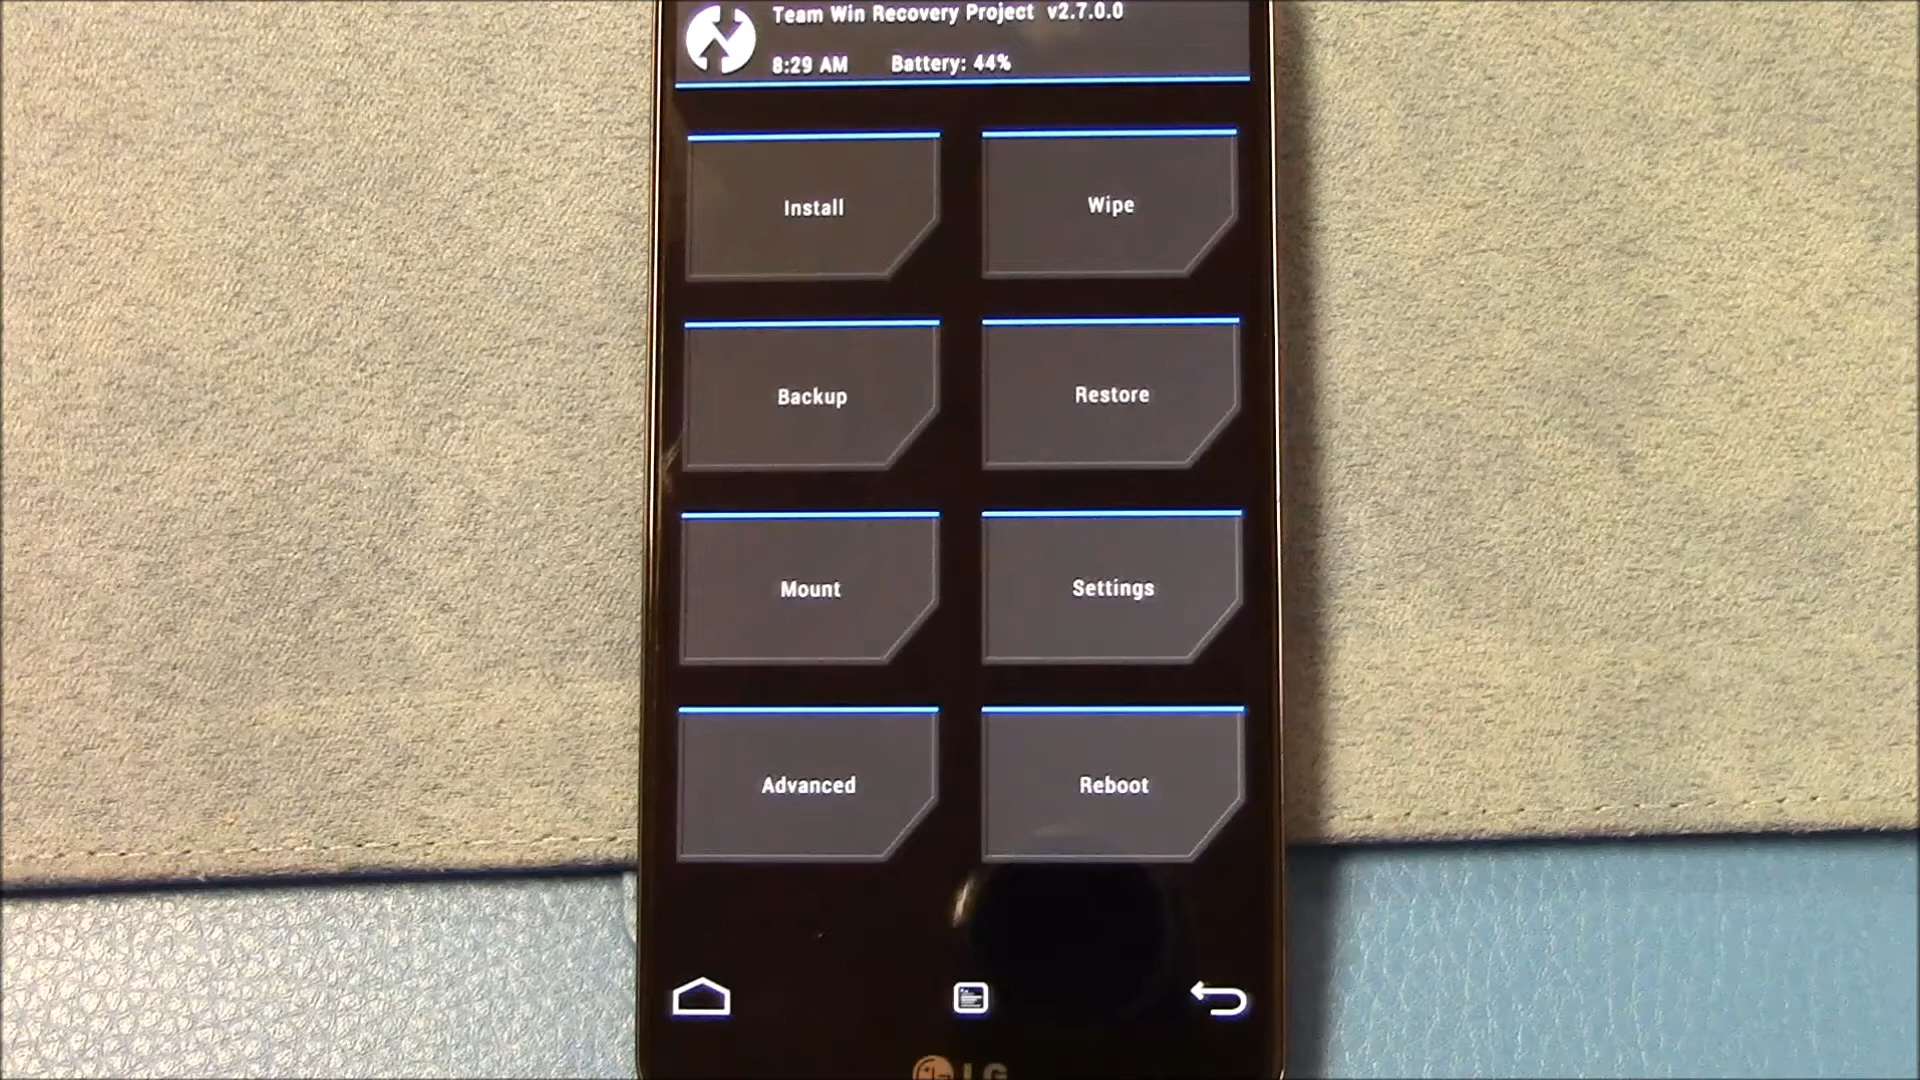 Team Win Recovery Project v2.7.0.0
8:29 AM Battery: 44%
Install
Wipe
Backup
Restore
Mount
Settings
Advanced
Reboot
LG